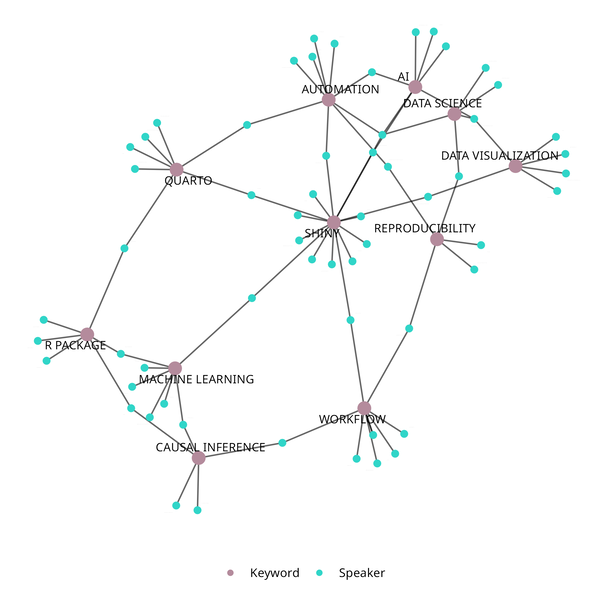 AI
AUTOMATION
DATA SCIENCE
DATA VISUALIZATION
QUARTO
REPRODUCIBILITY
SHINY
R PACKAGE
MACHINE LEARNING
WORKFLOW
CAUSAL INFERENCE
Keyword Speaker